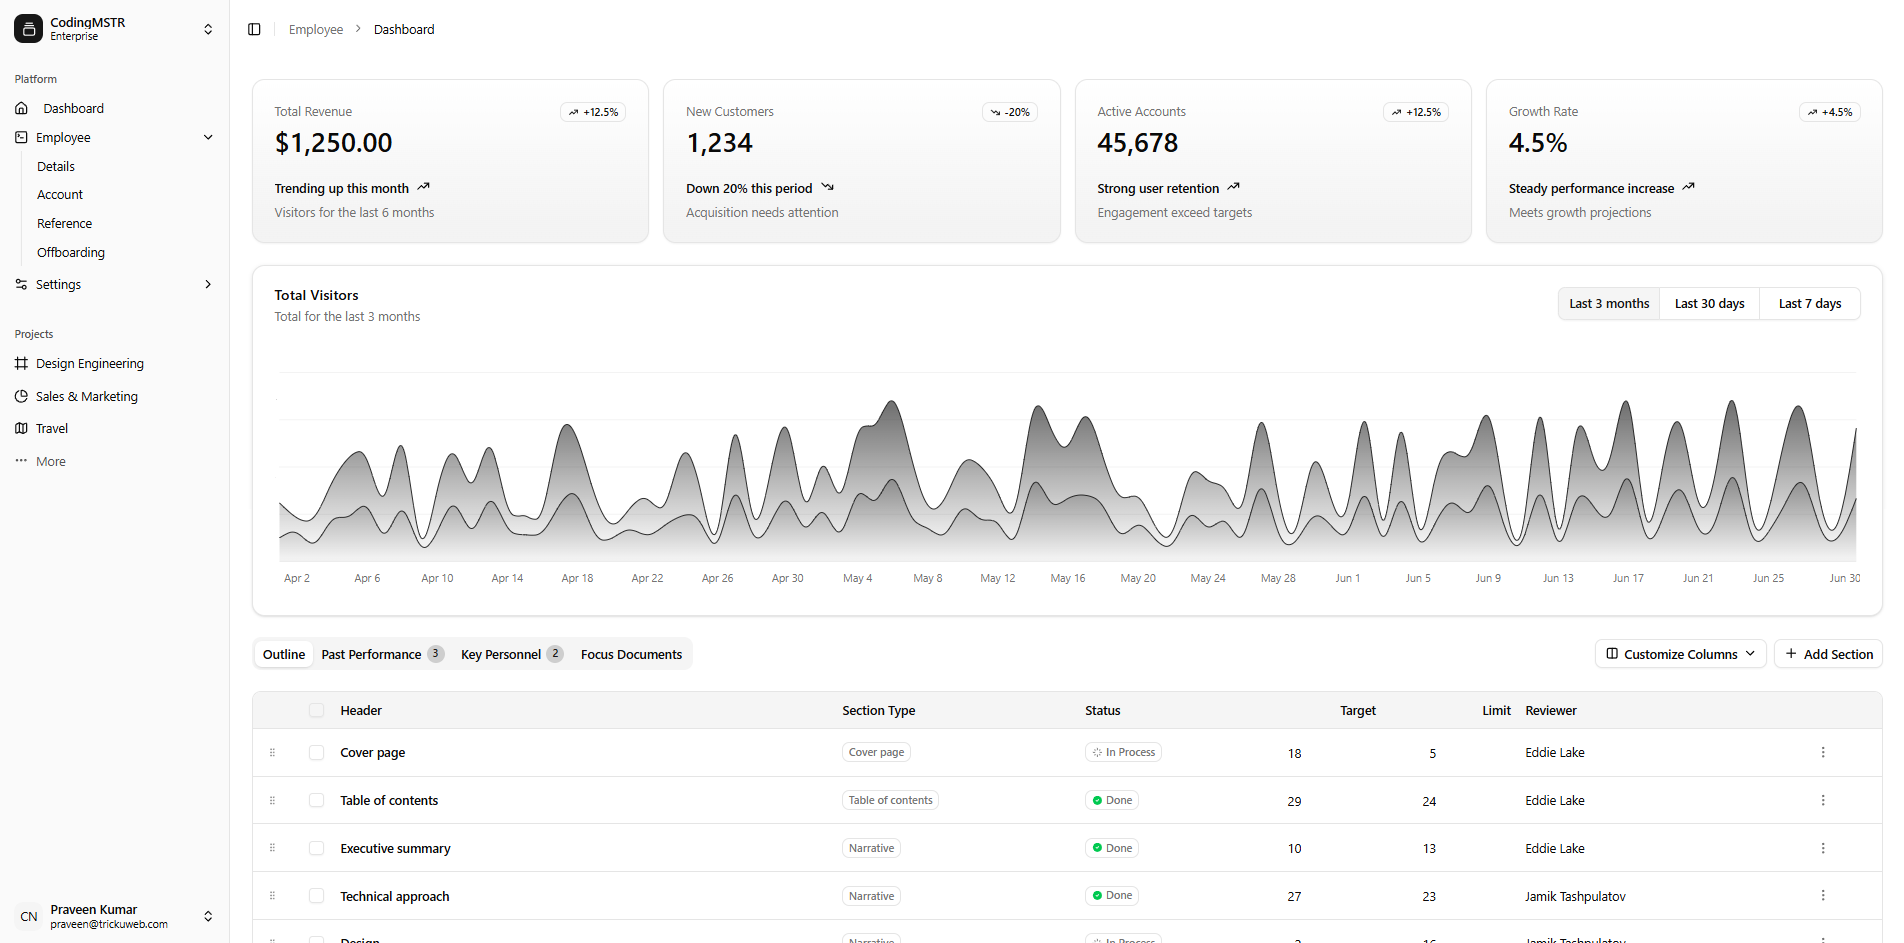 CodingMSTR
Enterprise
Platform
Dashboard
Employee
Details
Account
Reference
Offboarding
Settings
Projects
Design Engineering
Sales & Marketing
Travel
More
CN
Praveen Kumar
praveen@trickuweb.com
Employee Dashboard
Total Revenue +12.5%
$1,250.00
Trending up this month
Visitors for the last 6 months
New Customers -20%
1,234
Down 20% this period
Acquisition needs attention
Active Accounts +12.5%
45,678
Strong user retention
Engagement exceed targets
Growth Rate +4.5%
4.5%
Steady performance increase
Meets growth projections
Total Visitors
Total for the last 3 months
Last 3 months Last 30 days Last 7 days
Apr 2 Apr 6 Apr 10 Apr 14 Apr 18 Apr 22 Apr 26 Apr 30 May 4 May 8 May 12 May 16 May 20 May 24 May 28 Jun 1 Jun 5 Jun 9 Jun 13 Jun 17 Jun 21 Jun 25 Jun 30
Outline Past Performance 3 Key Personnel 2 Focus Documents
Customize Columns Add Section
Header Section Type Status Target Limit Reviewer
Cover page Cover page In Process 18 5 Eddie Lake
Table of contents Table of contents Done 29 24 Eddie Lake
Executive summary Narrative Done 10 13 Eddie Lake
Technical approach Narrative Done 27 23 Jamik Tashpulatov
Design Narrative In Process 2 16 Jamik Tashpulatov